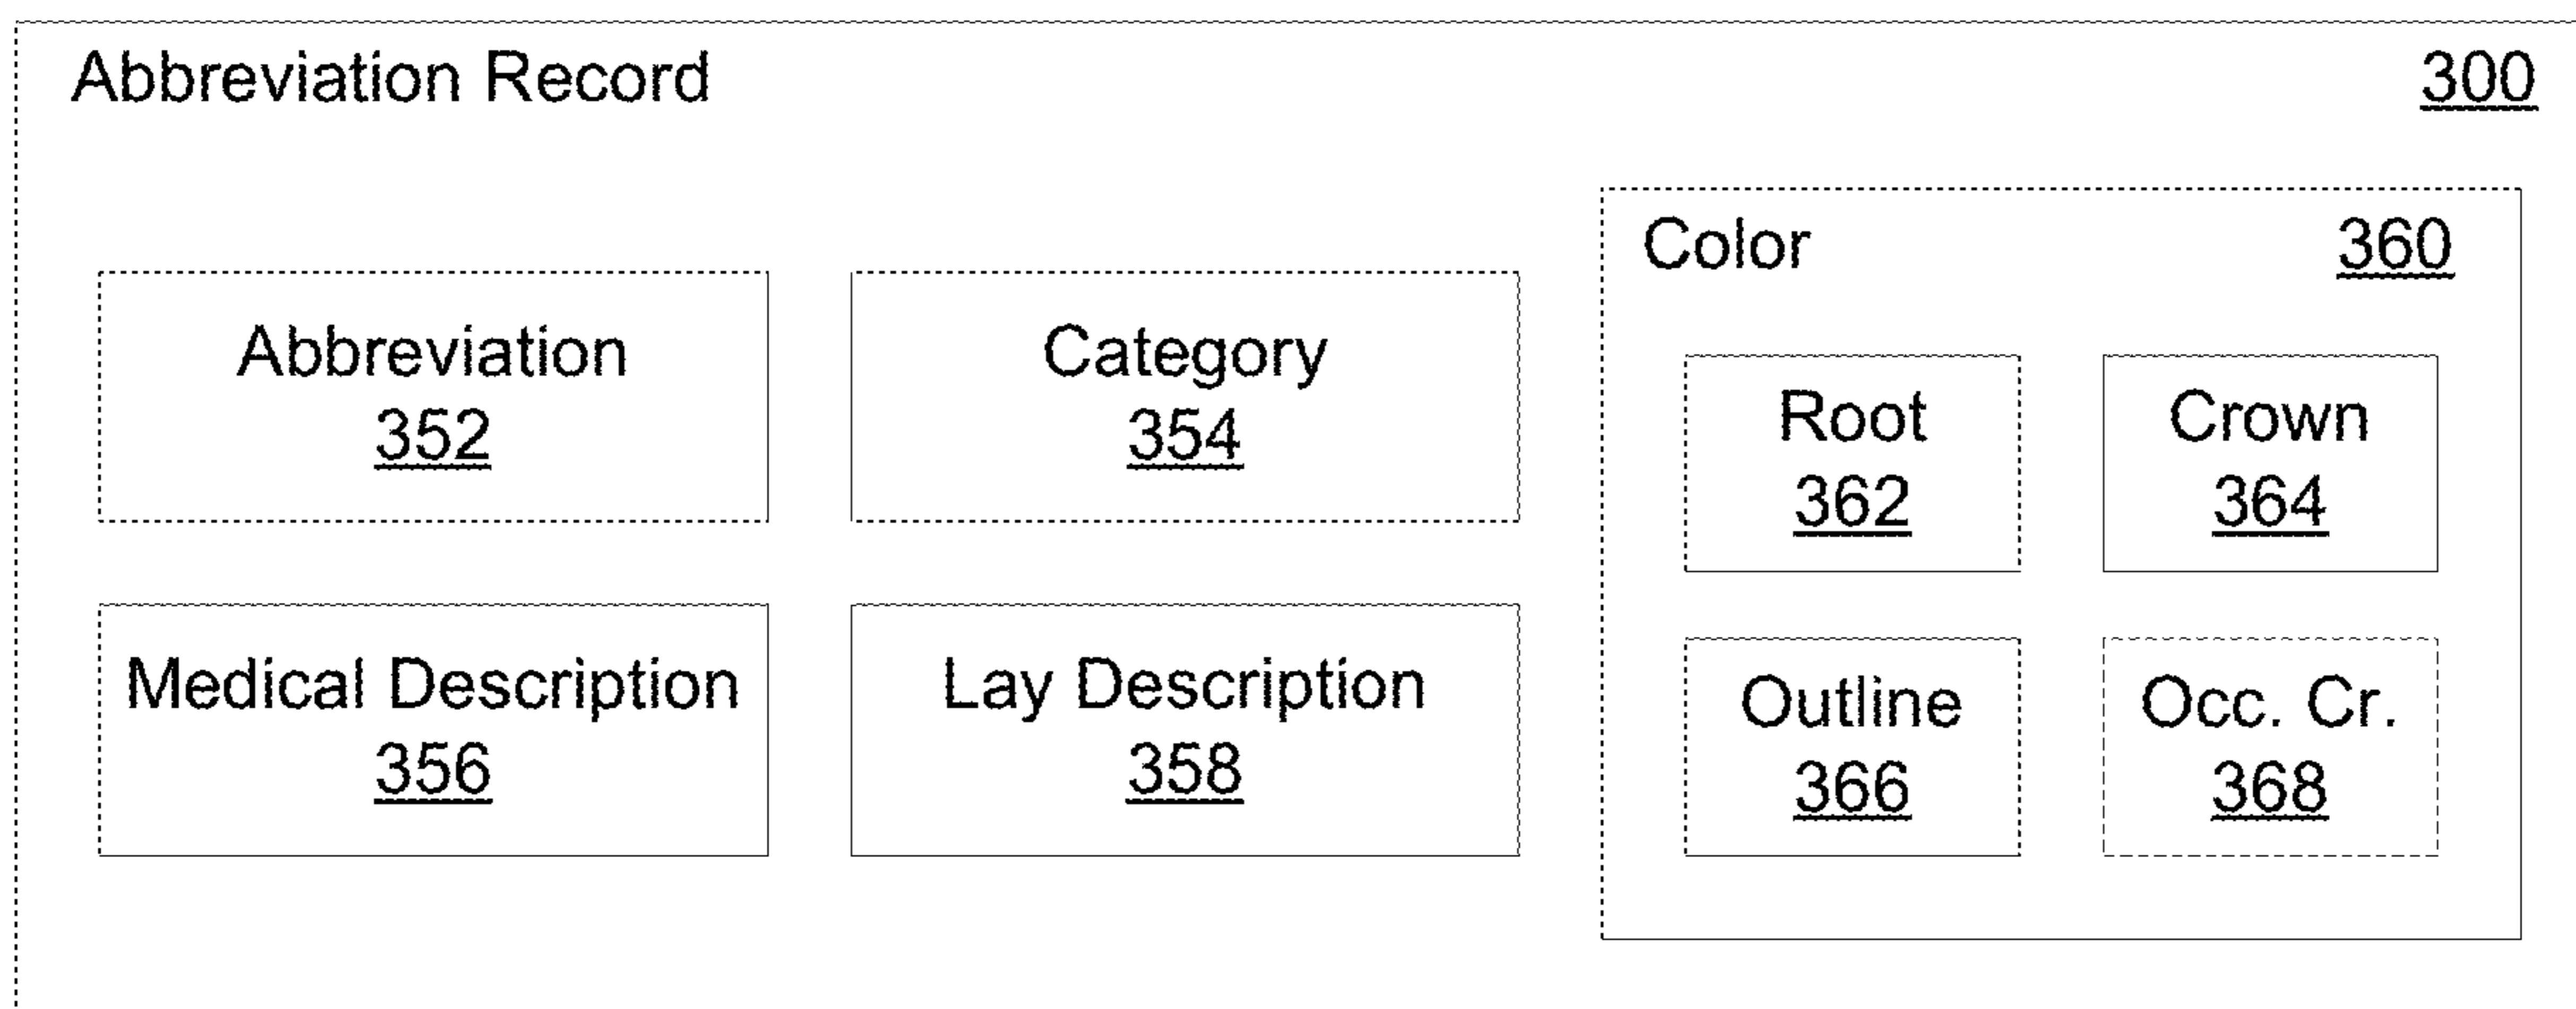 Abbreviation Record 300
Color 360
Abbreviation
352
Category
354
Root
362
Crown
364
Medical Description
356
Lay Description
358
Outline
366
Occ. Cr.
368